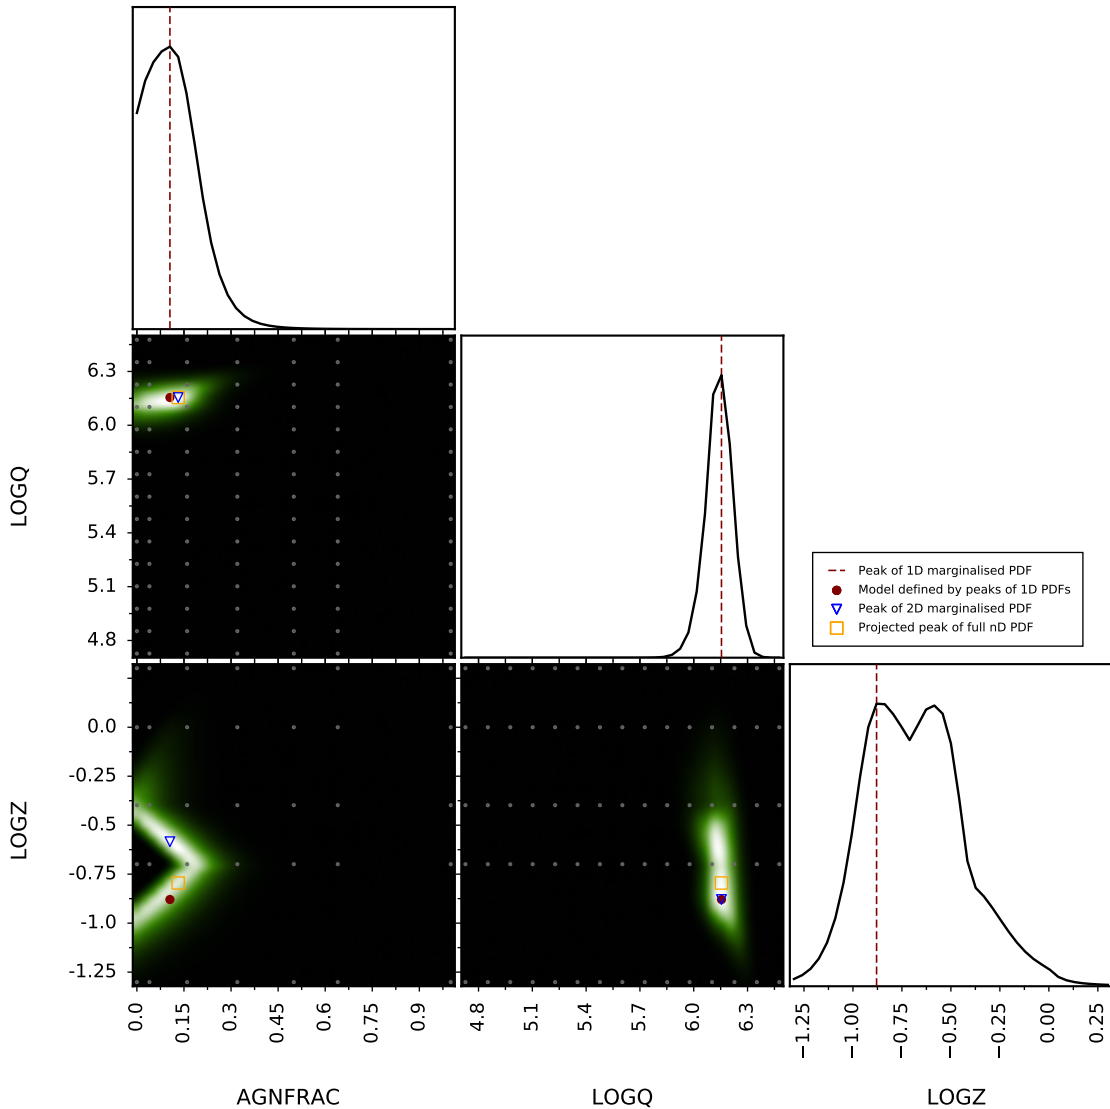 6.3
6.0
5.7
5.4
5.1
4.8
LOGQ
Peak of 1D marginalised PDF
Model defined by peaks of 1D PDFs
Peak of 2D marginalised PDF
Projected peak of full nD PDF
0.0
-0.25
-0.5
-0.75
-1.0
-1.25
LOGZ
0.0 0.15 0.3 0.45 0.6 0.75 0.9
4.8 5.1 5.4 5.7 6.0 6.3
−1.25 −1.00 −0.75 −0.50 −0.25 0.00 0.25
AGNFRAC LOGQ LOGZ